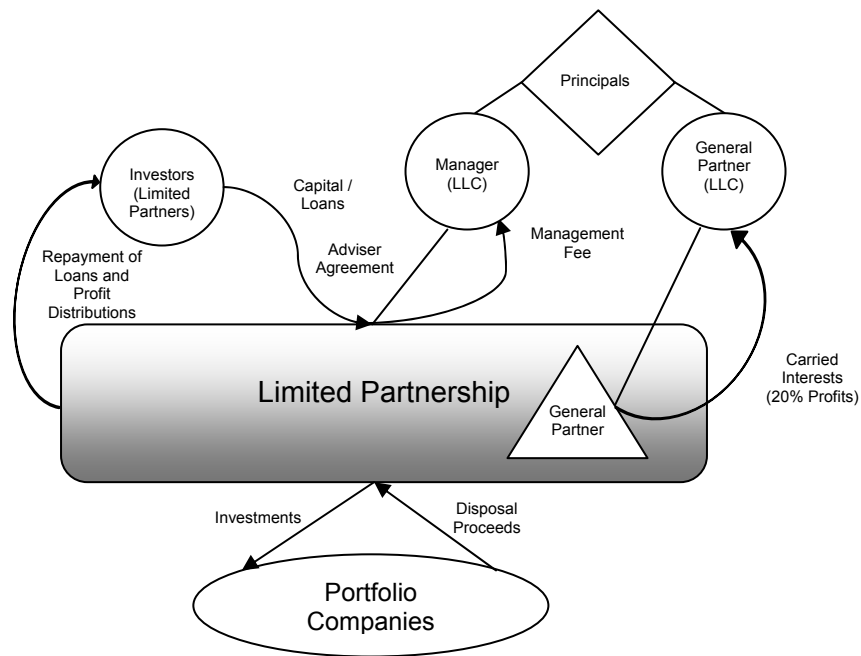 Principals
Manager
(LLC)
General
Partner
(LLC)
Investors
(Limited
Partners)
Capital /
Loans
Adviser
Agreement
Management
Fee
Repayment of
Loans and
Profit
Distributions
Limited Partnership
General
Partner
Carried
Interests
(20% Profits)
Investments
Disposal
Proceeds
Portfolio
Companies